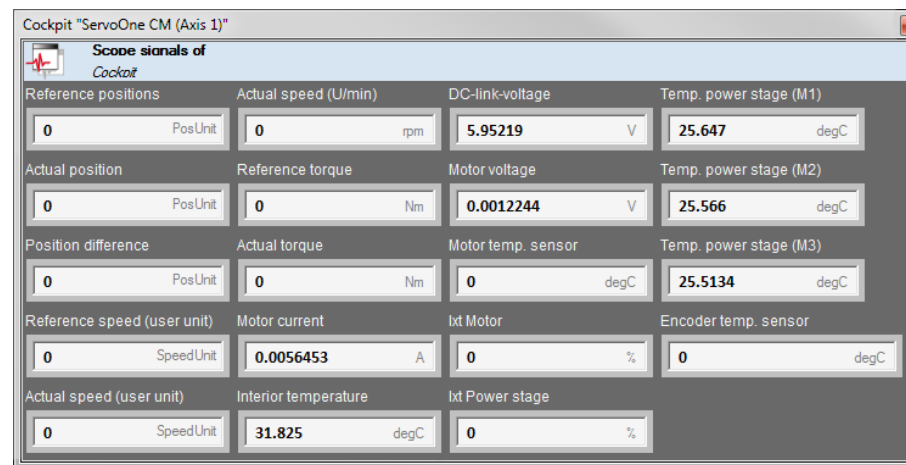 Cockpit "ServoOne CM (Axis 1)"
Scope signals of
Cockpit
Reference positions Actual speed (U/min) DC-link-voltage Temp. power stage (M1)
0 PosUnit 0 rpm 5.95219 V 25.647 degC
Actual position Reference torque Motor voltage Temp. power stage (M2)
0 PosUnit 0 Nm 0.0012244 V 25.566 degC
Position difference Actual torque Motor temp. sensor Temp. power stage (M3)
0 PosUnit 0 Nm 0 degC 25.5134 degC
Reference speed (user unit) Motor current Ixt Motor Encoder temp. sensor
0 SpeedUnit 0.0056453 A 0 % 0 degC
Actual speed (user unit) Interior temperature Ixt Power stage
0 SpeedUnit 31.825 degC 0 %